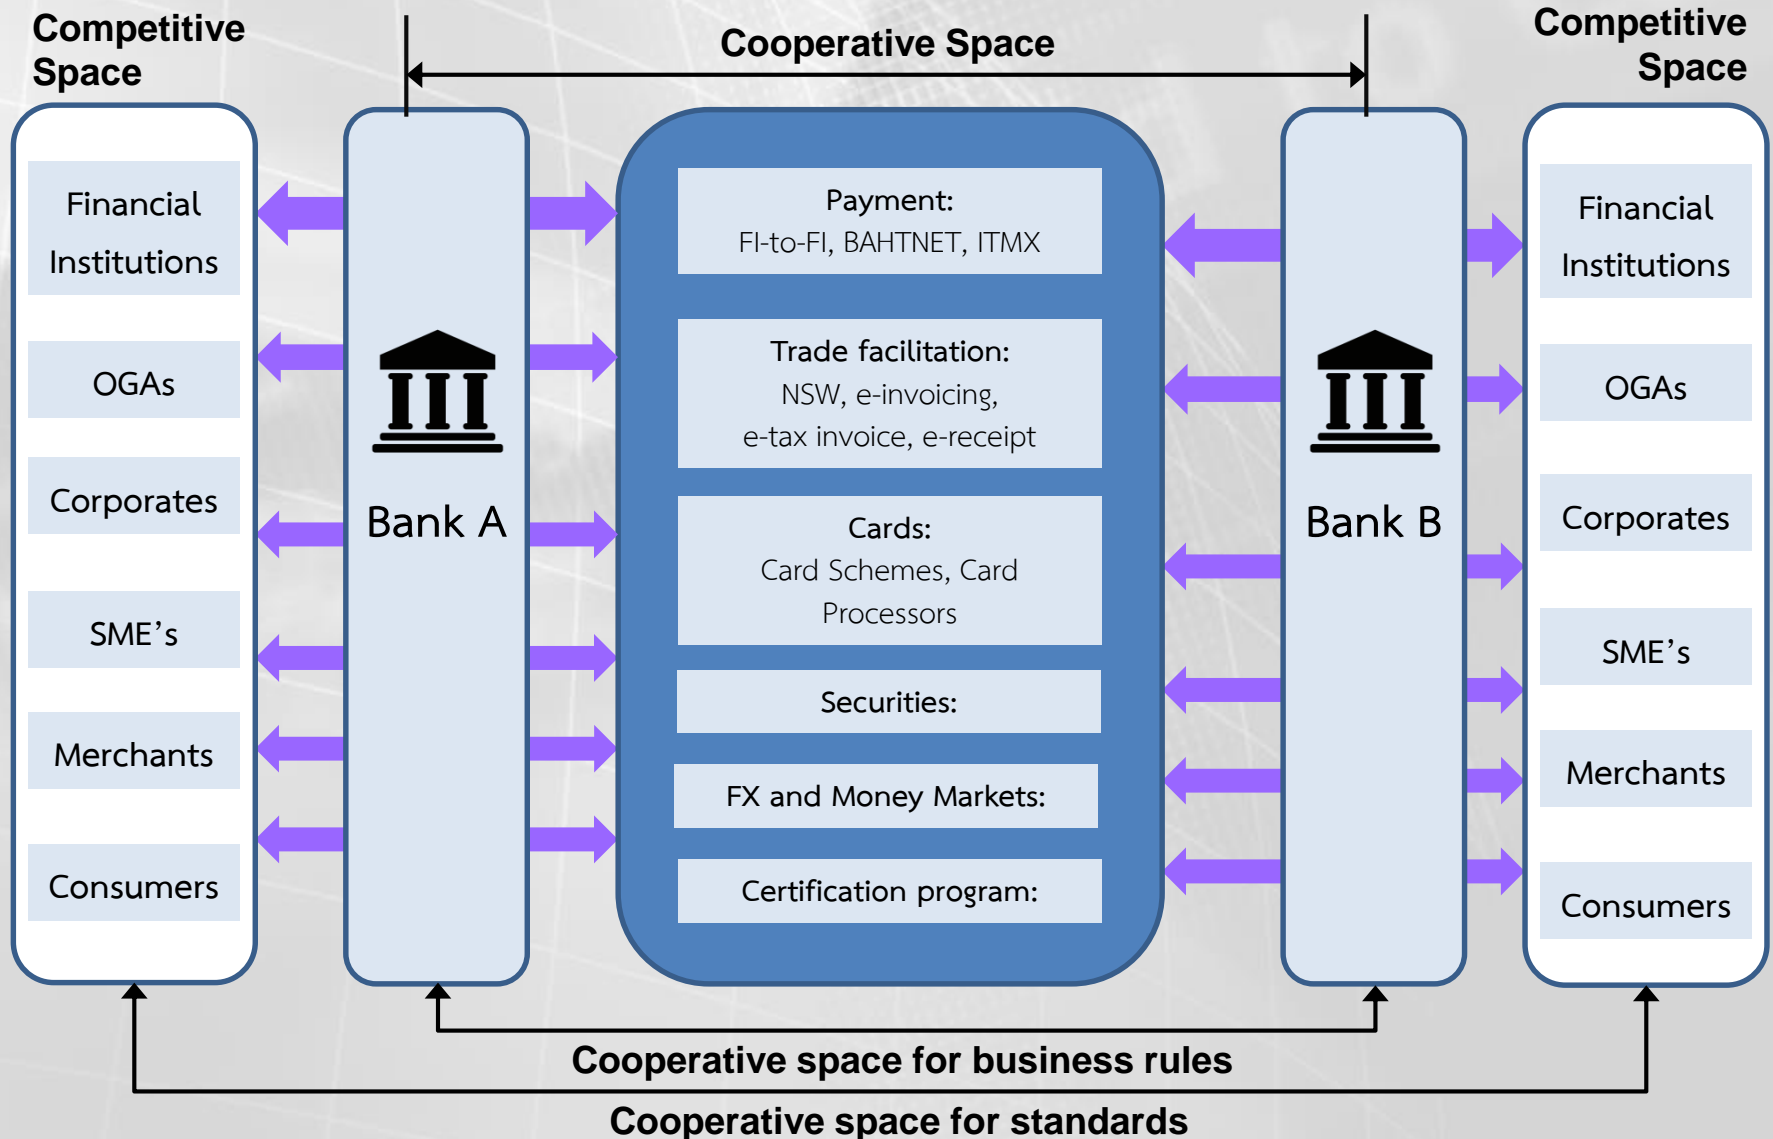 Competitive
Space
Cooperative Space
Competitive
Space
Financial
Institutions
OGAs
Corporates
SME's
Merchants
Consumers
Bank A
Payment:
FI-to-FI, BAHTNET, ITMX
Trade facilitation:
NSW, e-invoicing,
e-tax invoice, e-receipt
Cards:
Card Schemes, Card
Processors
Securities:
FX and Money Markets:
Certification program:
Bank B
Financial
Institutions
OGAs
Corporates
SME's
Merchants
Consumers
Cooperative space for business rules
Cooperative space for standards